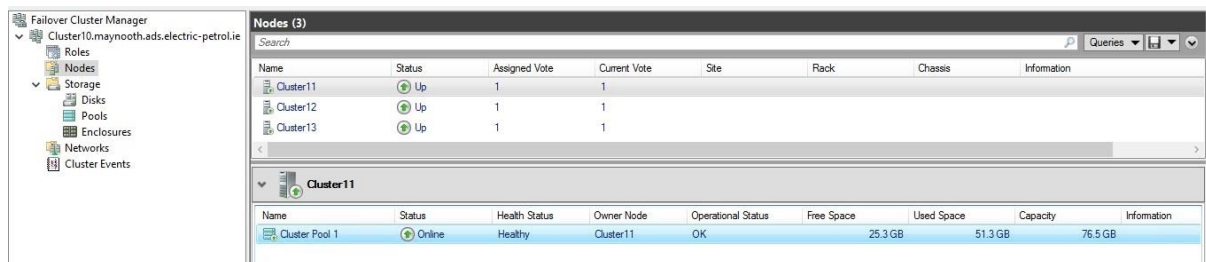 Failover Cluster Manager
Cluster10.maynooth.ads.electric-petrol.ie
Roles
Nodes
Storage
Disks
Pools
Enclosures
Networks
Cluster Events
Nodes (3)
Search Queries
Name Status Assigned Vote Current Vote Site Rack Chassis Information
Cluster11 Up 1 1
Cluster12 Up 1 1
Cluster13 Up 1 1
Cluster11
Name Status Health Status Owner Node Operational Status Free Space Used Space Capacity Information
Cluster Pool 1 Online Healthy Cluster11 OK 25.3 GB 51.3 GB 76.5 GB